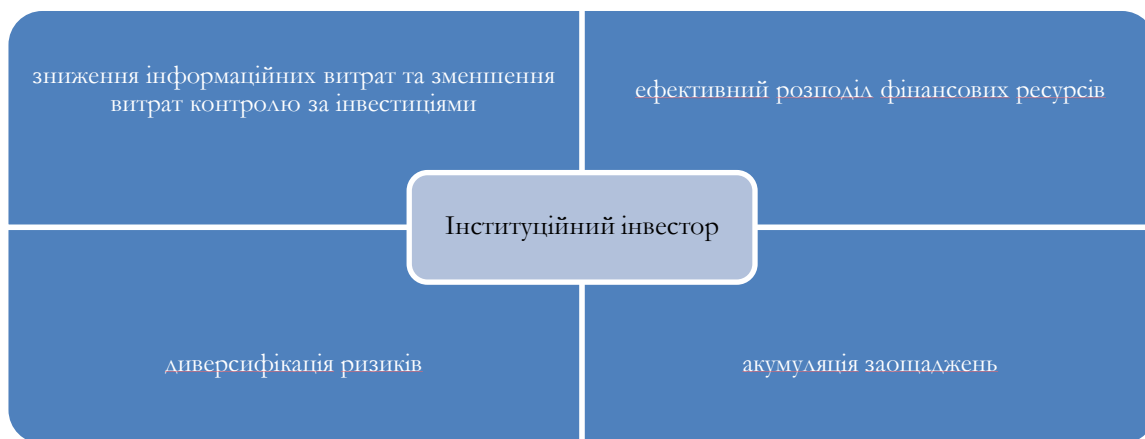 зниження інформаційних витрат та зменшення
витрат контролю за інвестиціями
ефективний розподіл фінансових ресурсів
Інституційний інвестор
диверсифікація ризиків
акумуляція заощаджень